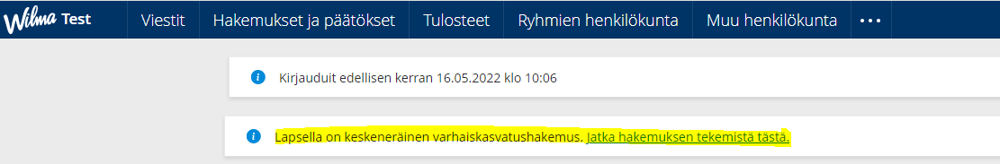 Wilma Test Viestit Hakemukset ja päätökset Tulosteet Ryhmien henkilökunta Muu henkilökunta
Kirjauduit edellisen kerran 16.05.2022 klo 10:06
Lapsella on keskeneräinen varhaiskasvatushakemus. Jatka hakemuksen tekemistä tästä.